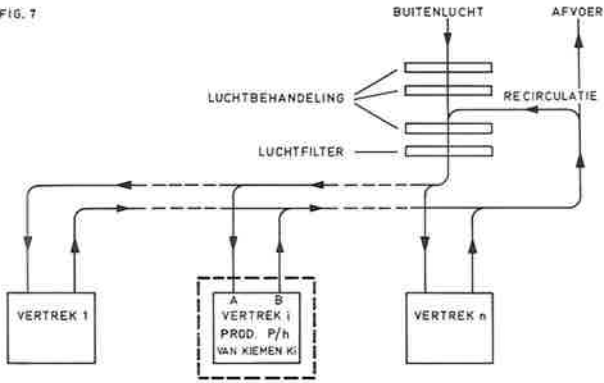 FIG. 7
BUITENLUCHT
AFVOER
LUCHTBEHANDELING
RECIRCULATIE
LUCHTFILTER
A B
VERTREK 1
VERTREK i
PROD. P/h
VAN KIEMEN Ki
VERTREK n